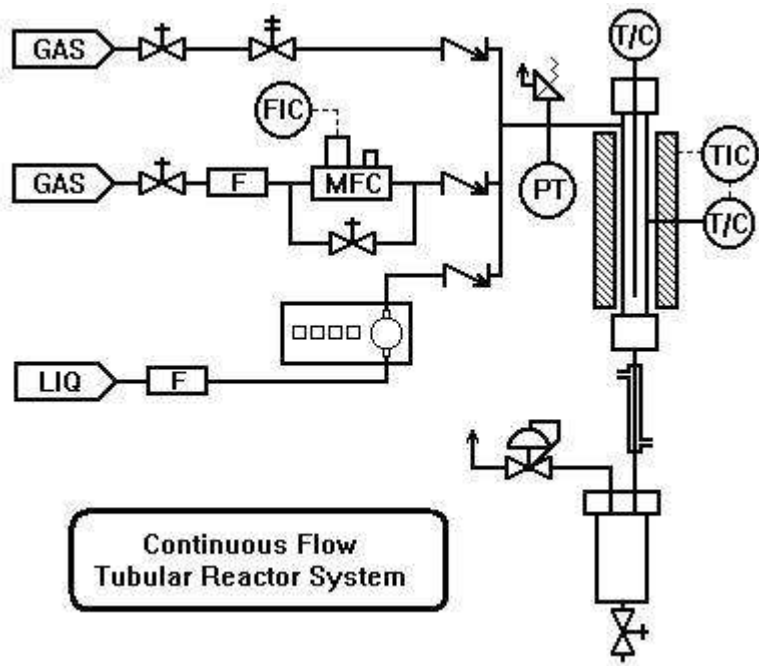 GAS
T/C
FIC
GAS
F
MFC
PT
TIC
T/C
LIQ
F
Continuous Flow
Tubular Reactor System